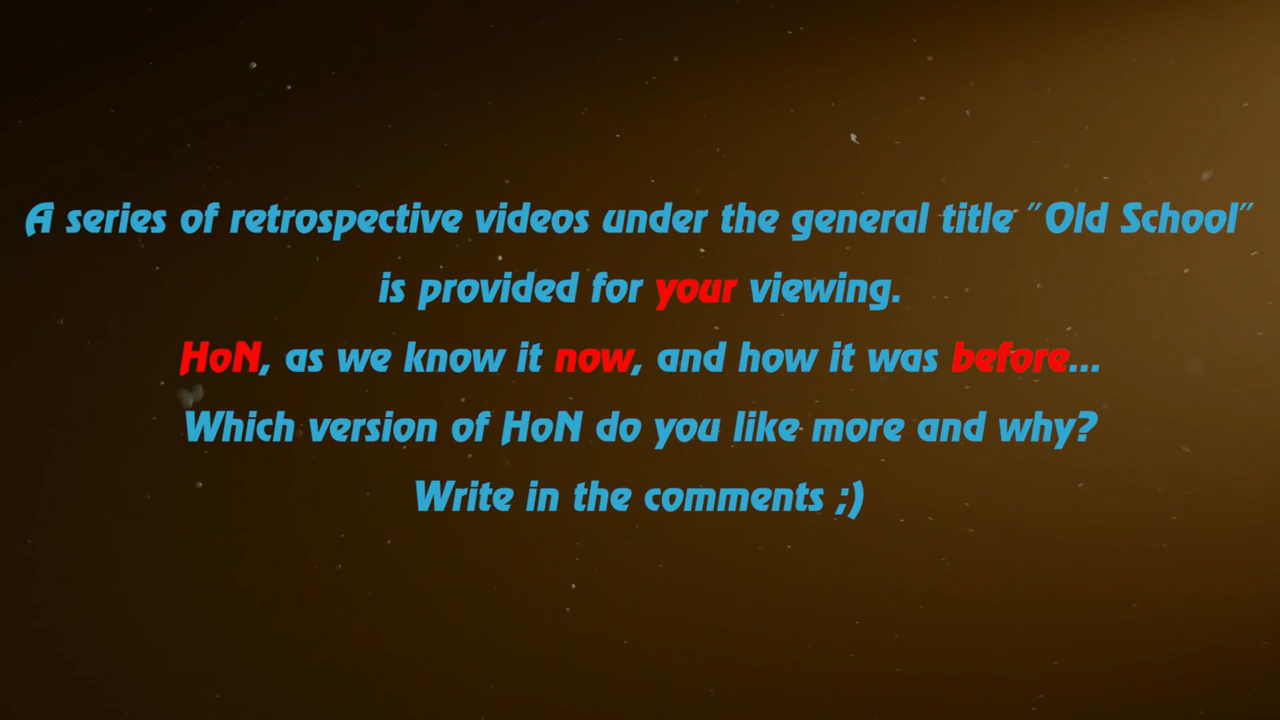 A series of retrospective videos under the general title "Old School"
is provided for your viewing.
HoN, as we know it now, and how it was before...
Which version of HoN do you like more and why?
Write in the comments ;)